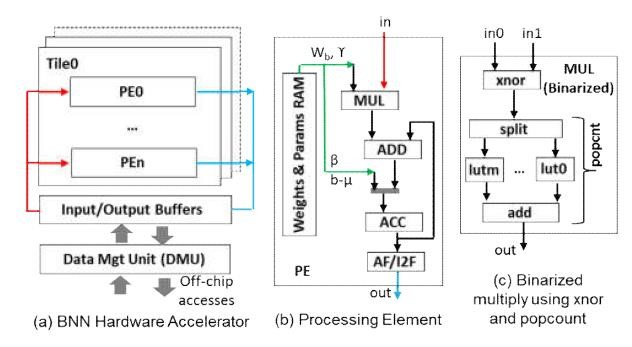 Tile0
PE0
...
PEn
Input/Output Buffers
Data Mgt Unit (DMU)
Off-chip
accesses
(a) BNN Hardware Accelerator
in
Wb, ϒ
Weights & Params RAM
MUL
ADD
β
b-μ
ACC
AF/I2F
PE
out
(b) Processing Element
in0 in1
MUL
(Binarized)
xnor
split
popcnt
lutm ... lut0
add
out
(c) Binarized
multiply using xnor
and popcount